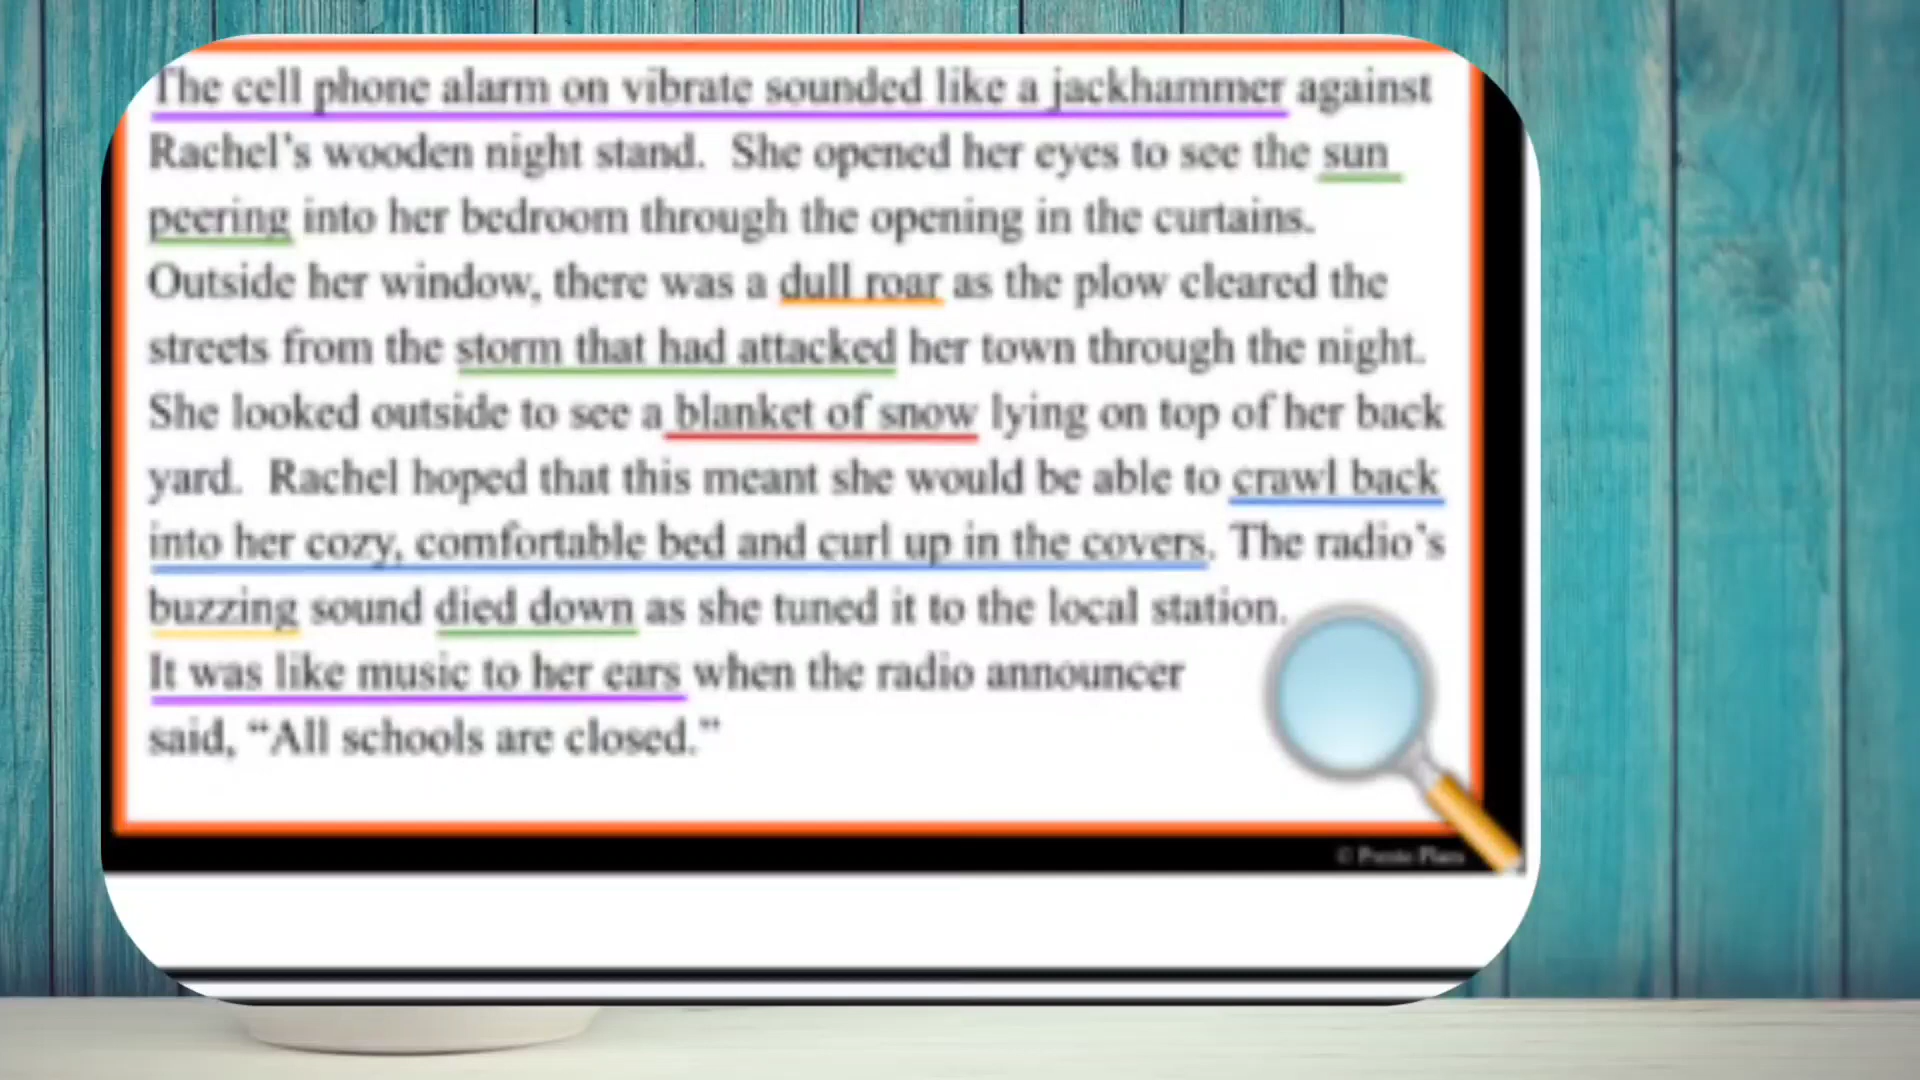 The cell phone alarm on vibrate sounded like a jackhammer against
Rachel’s wooden night stand. She opened her eyes to see the sun
peering into her bedroom through the opening in the curtains.
Outside her window, there was a dull roar as the plow cleared the
streets from the storm that had attacked her town through the night.
She looked outside to see a blanket of snow lying on top of her back
yard. Rachel hoped that this meant she would be able to crawl back
into her cozy, comfortable bed and curl up in the covers. The radio’s
buzzing sound died down as she tuned it to the local station.
It was like music to her ears when the radio announcer
said, “All schools are closed.”